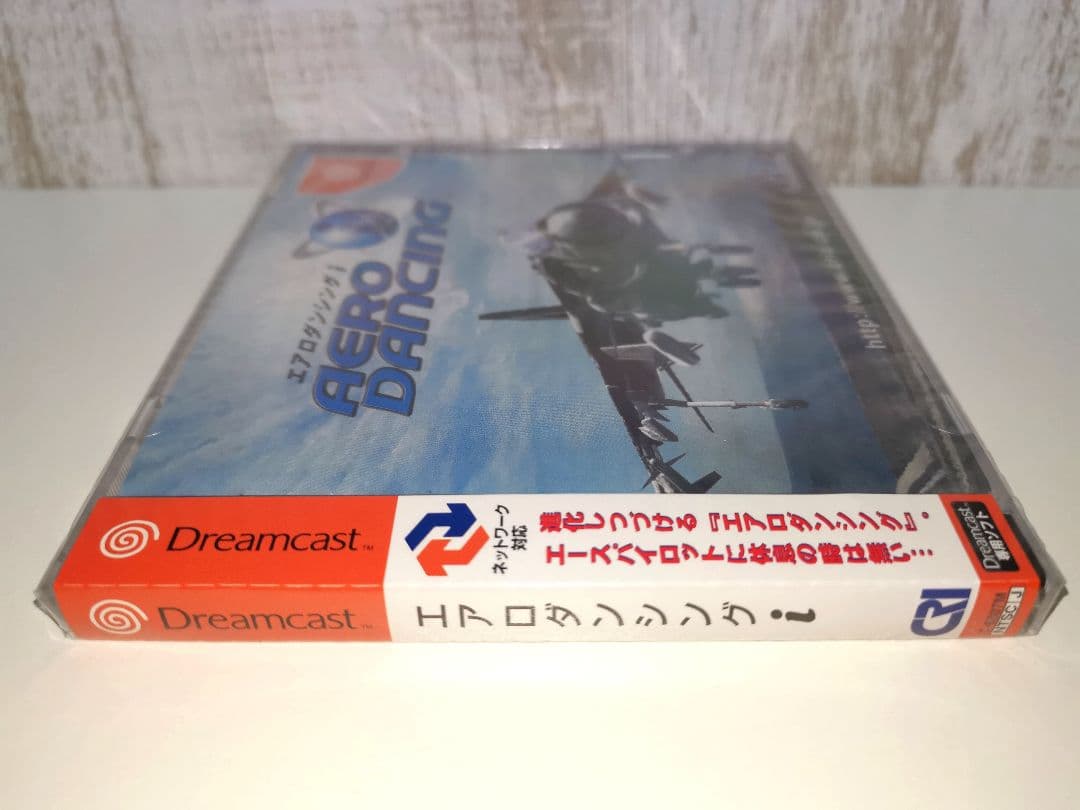 エアロダンシング i
AERO
DANCING
http://www.
Dreamcast™
ネットワーク
対応
進化しつづける『エアロダンシング』。
エースパイロットに休息の時は無い…
Dreamcast
専用ソフト
Dreamcast™
エアロダンシング i
CRI
NTSC J